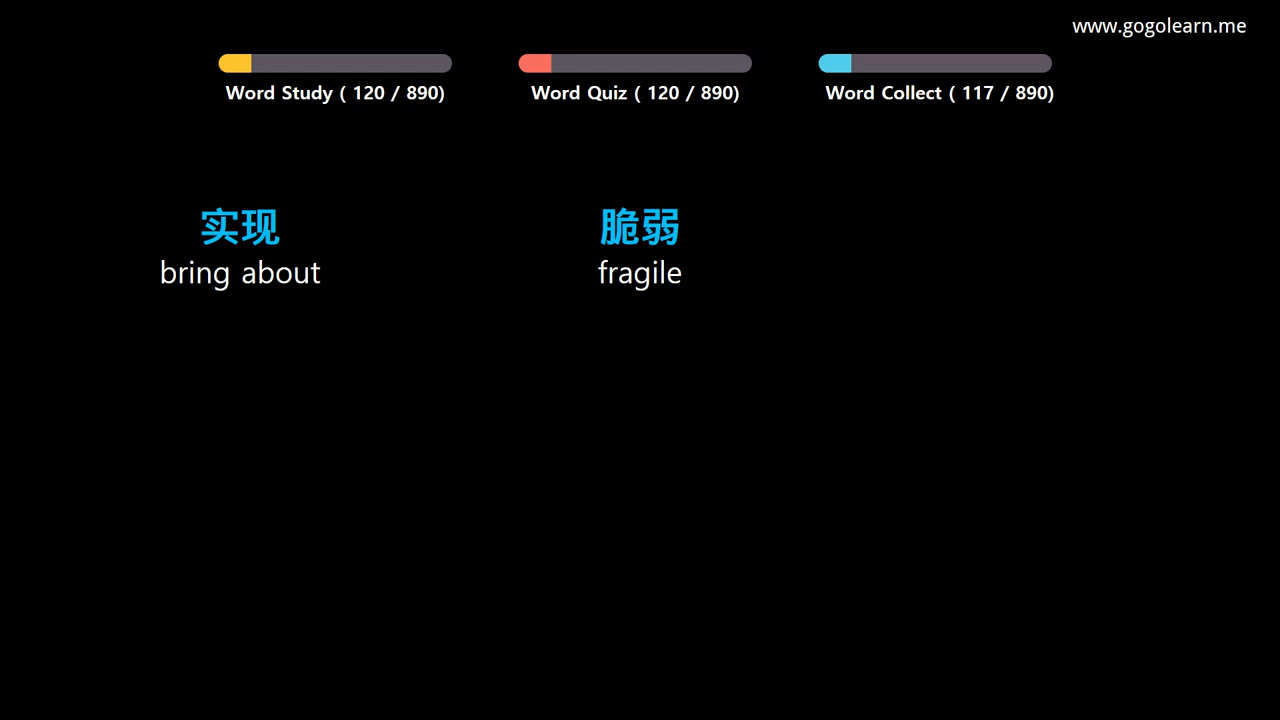 www.gogolearn.me
Word Study ( 120 / 890)
Word Quiz ( 120 / 890)
Word Collect ( 117 / 890)
实现
bring about
脆弱
fragile